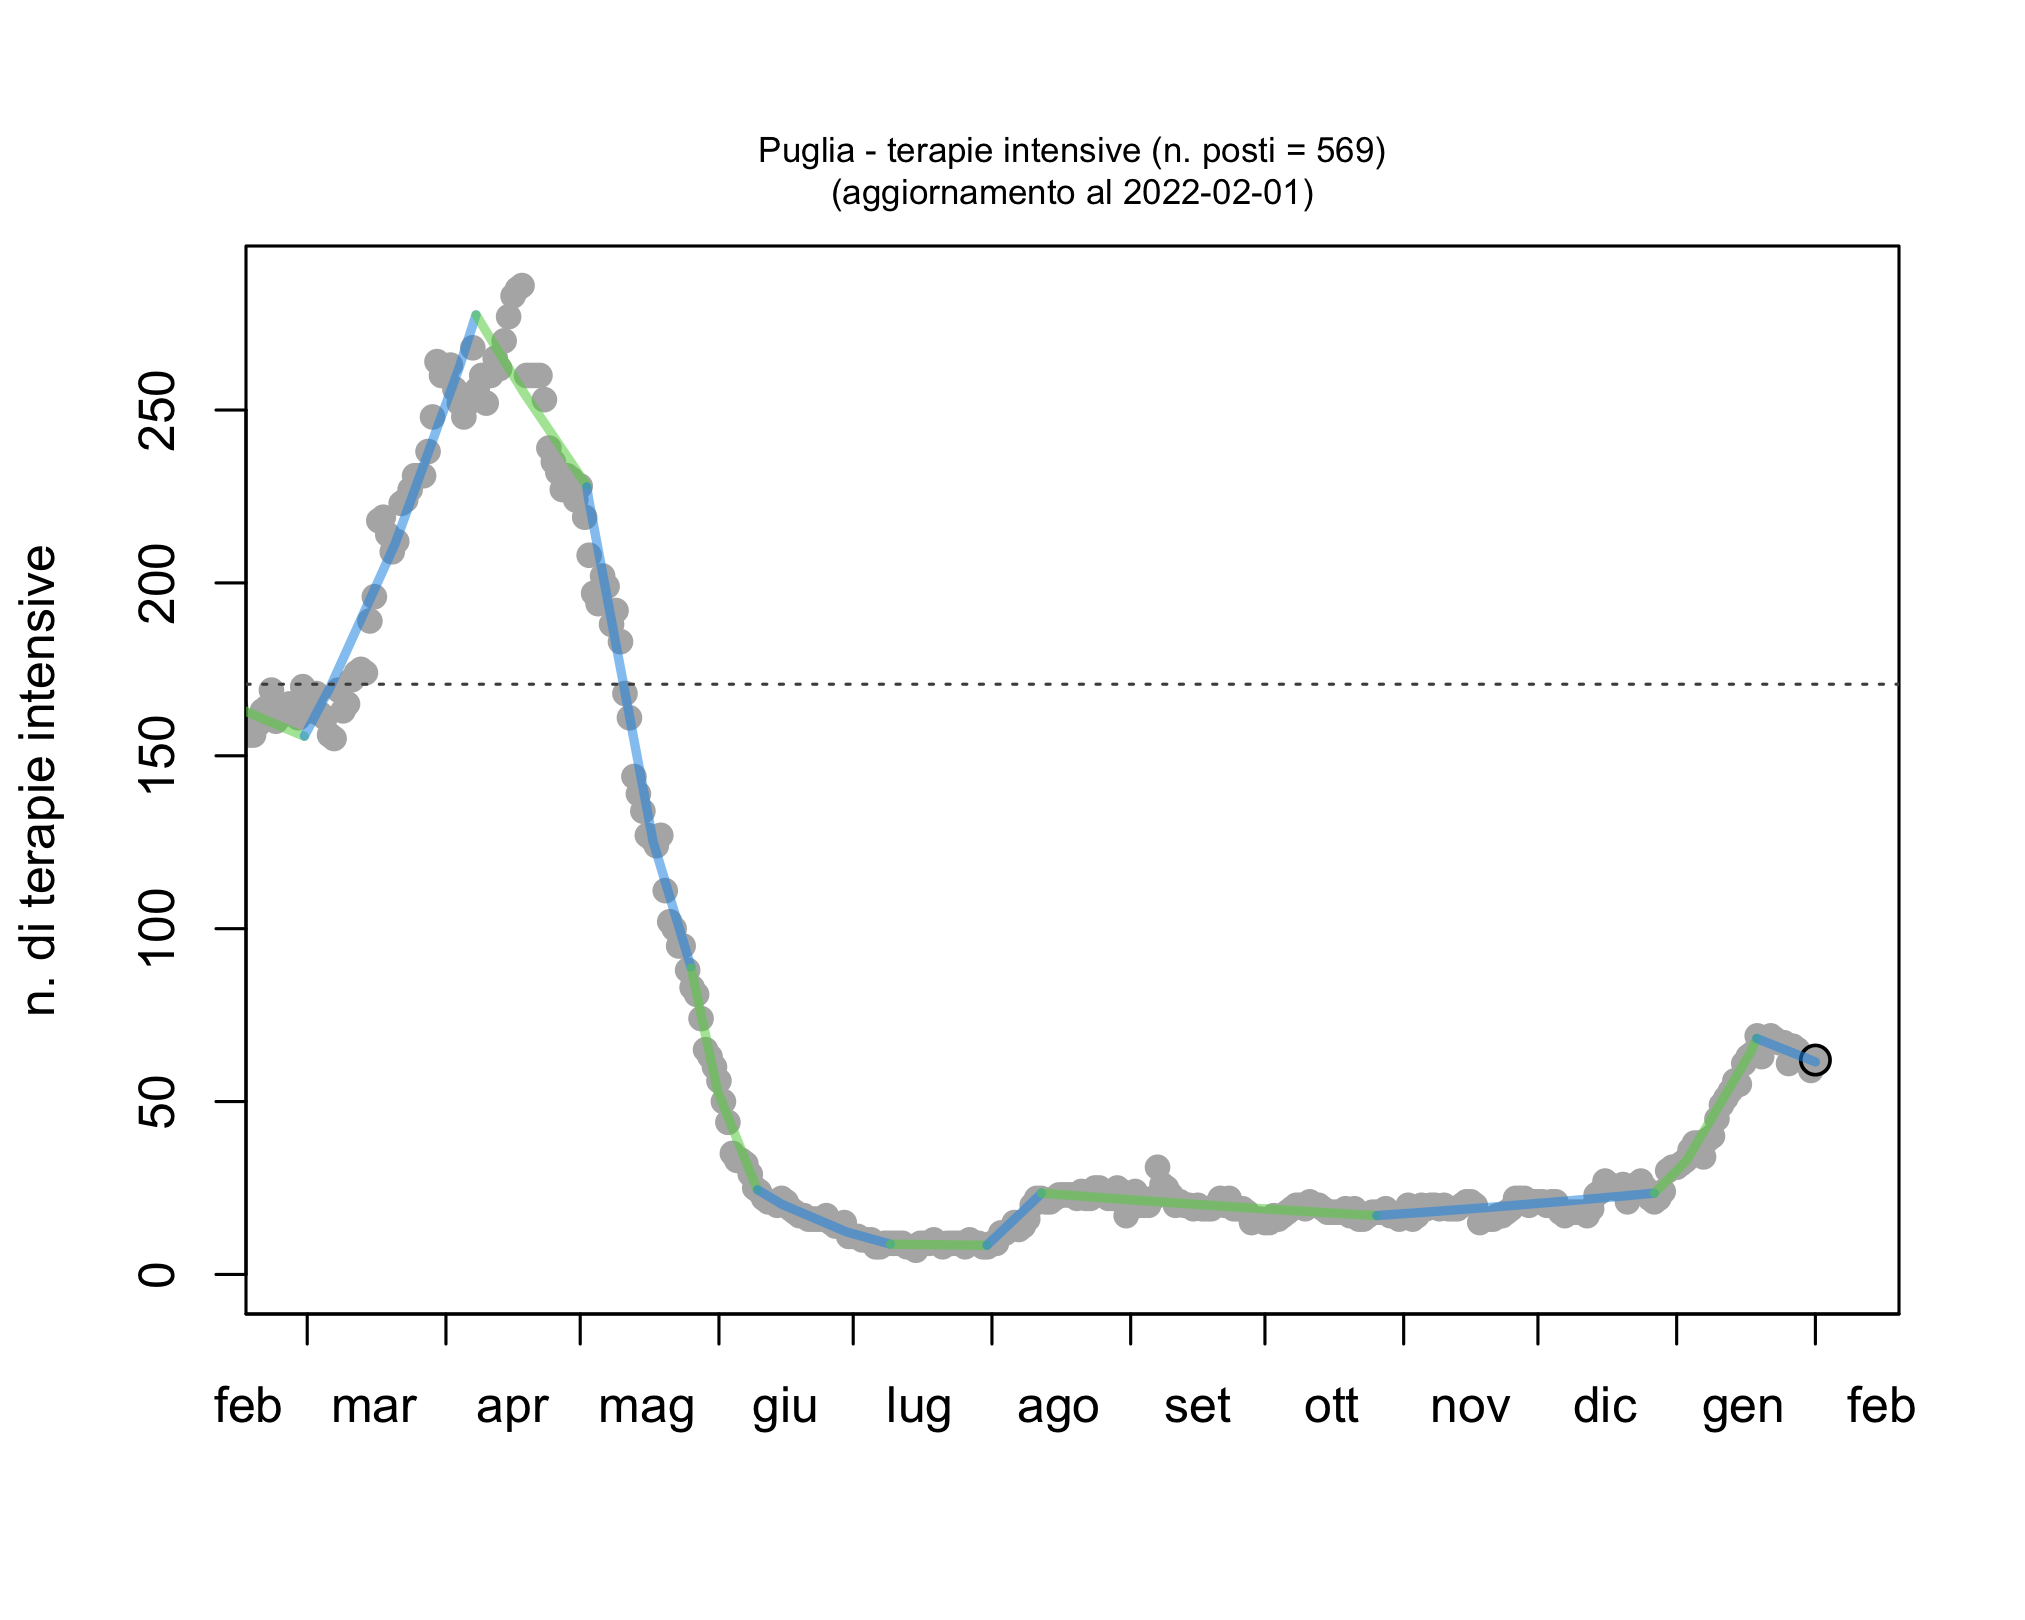 Puglia - terapie intensive (n. posti = 569)
(aggiornamento al 2022-02-01)
n. di terapie intensive
250
200
150
100
50
0
feb mar apr mag giu lug ago set ott nov dic gen feb